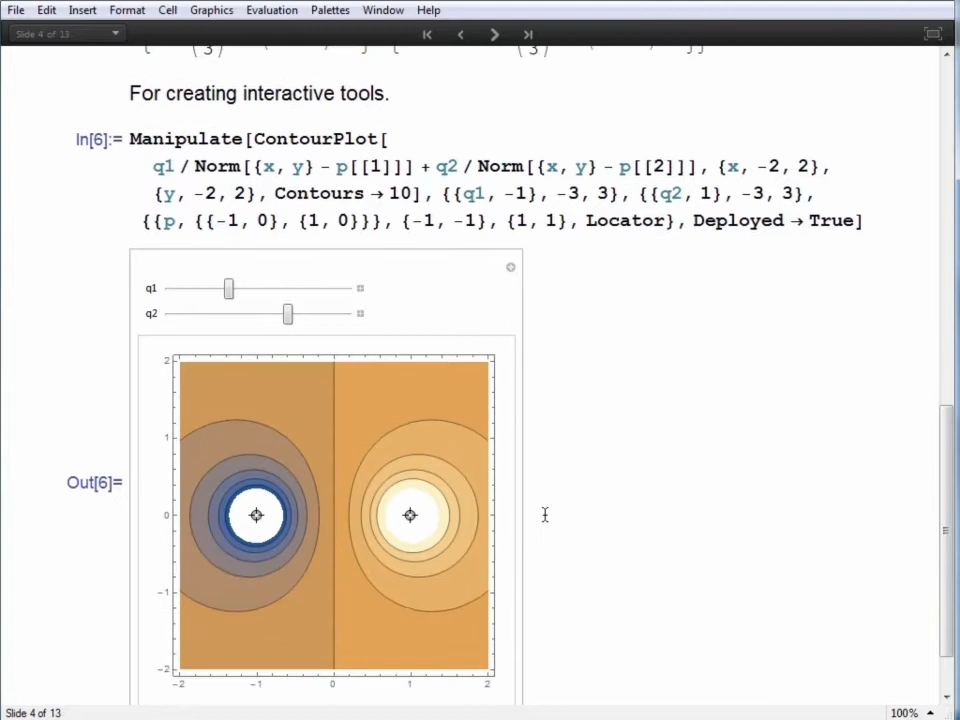 File Edit Insert Format Cell Graphics Evaluation Palettes Window Help
Slide 4 of 13
(3) (3)
For creating interactive tools.
In[6]:= Manipulate[ContourPlot[
q1 / Norm[{x, y} - p[[1]]] + q2 / Norm[{x, y} - p[[2]]], {x, -2, 2},
{y, -2, 2}, Contours → 10], {{q1, -1}, -3, 3}, {{q2, 1}, -3, 3},
{{p, {{-1, 0}, {1, 0}}}, {-1, -1}, {1, 1}, Locator}, Deployed → True]
q1
q2
2
1
Out[6]=
0
-1
-2
-2 -1 0 1 2
Slide 4 of 13 100%